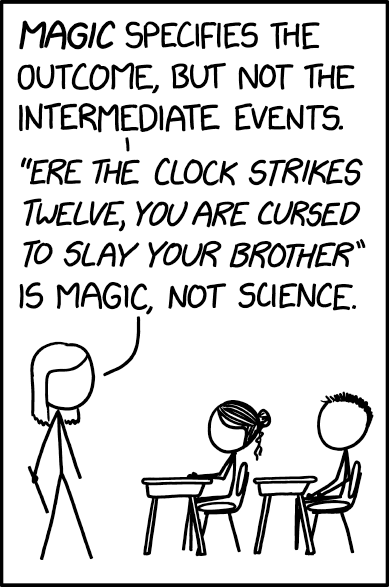 MAGIC SPECIFIES THE
OUTCOME, BUT NOT THE
INTERMEDIATE EVENTS.
"ERE THE CLOCK STRIKES
TWELVE, YOU ARE CURSED
TO SLAY YOUR BROTHER"
IS MAGIC, NOT SCIENCE.